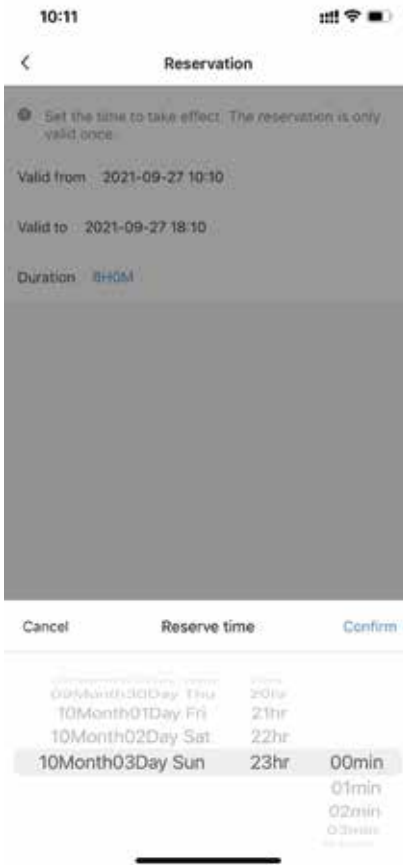 10:11
Reservation
Set the time to take effect. The reservation is only
valid once.
Valid from 2021-09-27 10:10
Valid to 2021-09-27 18:10
Duration 8H0M
Cancel Reserve time Confirm
09Month30Day Thu 20hr
10Month01Day Fri 21hr
10Month02Day Sat 22hr
10Month03Day Sun 23hr 00min
01min
02min
03min